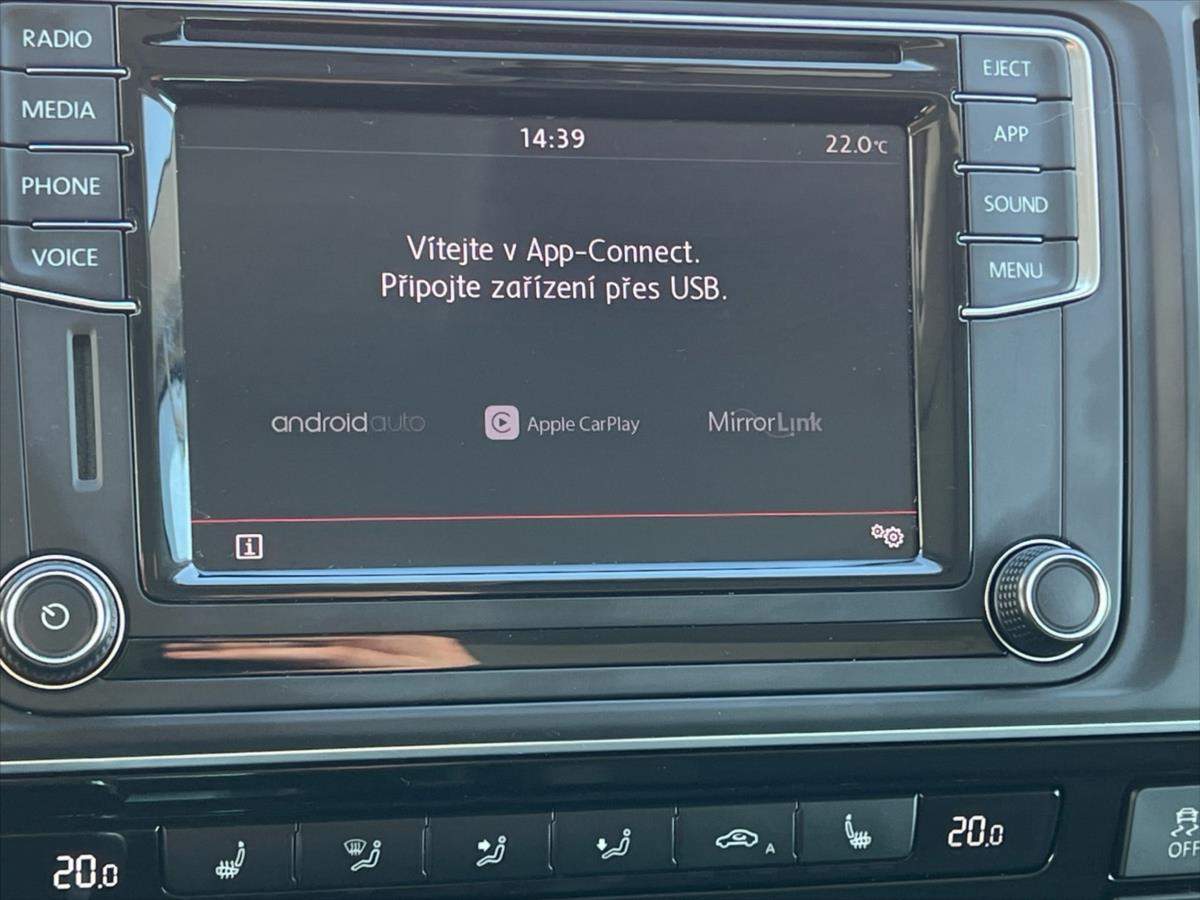 RADIO
MEDIA
PHONE
VOICE
14:39
22.0°C
Vítejte v App-Connect.
Připojte zařízení přes USB.
androidauto
Apple CarPlay
MirrorLink
i
EJECT
APP
SOUND
MENU
20.0
A
20.0
OFF